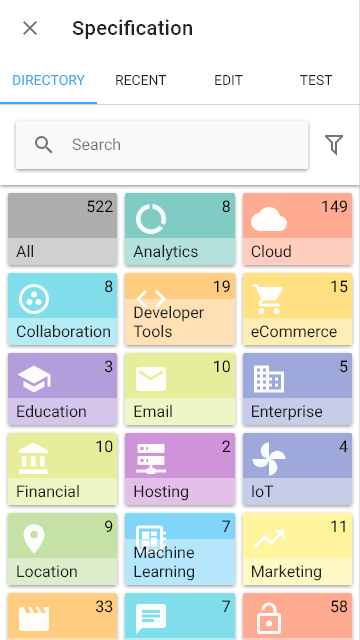 Specification
DIRECTORY RECENT EDIT TEST
Search
522 8 149
All Analytics Cloud
8 19 15
Collaboration Developer Tools eCommerce
3 10 5
Education Email Enterprise
10 2 4
Financial Hosting IoT
9 7 11
Location Machine Learning Marketing
33 7 58